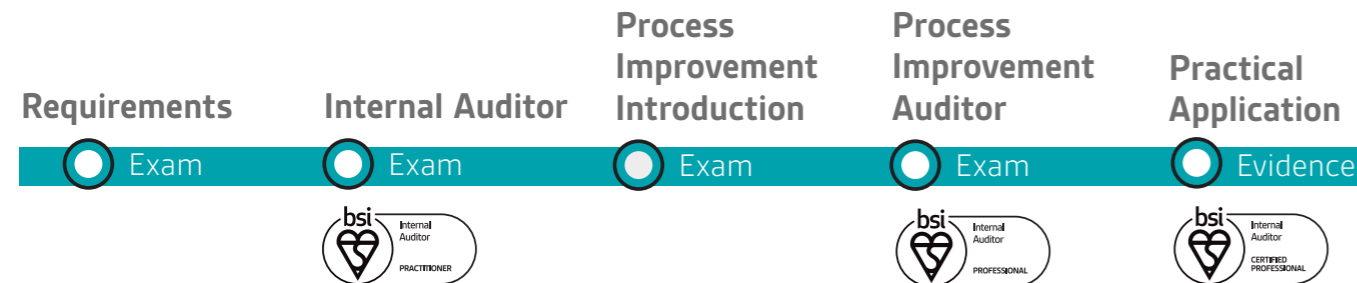 Requirements
Exam
Internal Auditor
Exam
bsi
Internal
Auditor
PRACTITIONER
Process
Improvement
Introduction
Exam
Process
Improvement
Auditor
Exam
bsi
Internal
Auditor
PROFESSIONAL
Practical
Application
Evidence
bsi
Internal
Auditor
CERTIFIED
PROFESSIONAL